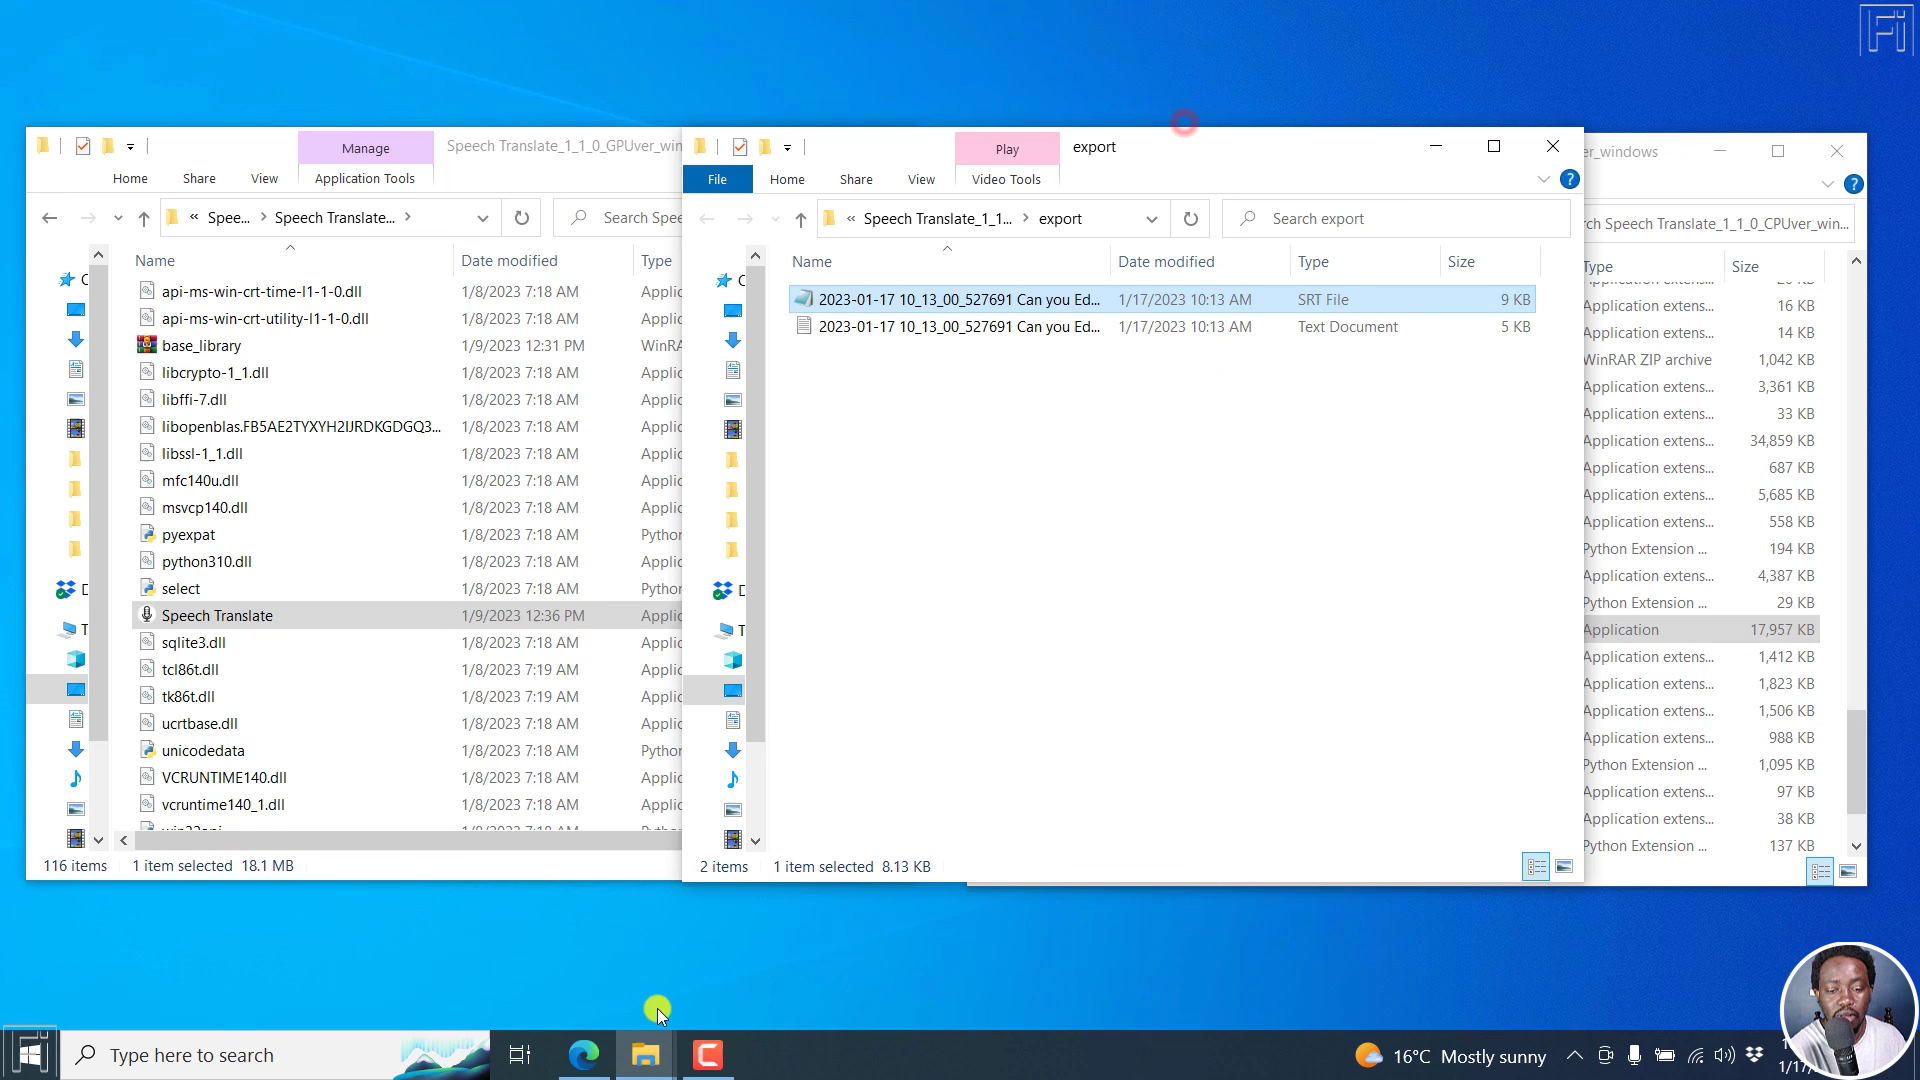 Fi
Manage
Speech Translate_1_1_0_GPUver_win
Home
Share
View
Application Tools
« Spee... > Speech Translate... >
Search Spee
Name
Date modified
Type
api-ms-win-crt-time-l1-1-0.dll 1/8/2023 7:18 AM Applic
api-ms-win-crt-utility-l1-1-0.dll 1/8/2023 7:18 AM Applic
base_library 1/9/2023 12:31 PM WinRA
libcrypto-1_1.dll 1/8/2023 7:18 AM Applic
libffi-7.dll 1/8/2023 7:18 AM Applic
libopenblas.FB5AE2TYXYH2IJRDKGDGQ3... 1/8/2023 7:18 AM Applic
libssl-1_1.dll 1/8/2023 7:18 AM Applic
mfc140u.dll 1/8/2023 7:18 AM Applic
msvcp140.dll 1/8/2023 7:18 AM Applic
pyexpat 1/8/2023 7:18 AM Python
python310.dll 1/8/2023 7:18 AM Applic
select 1/8/2023 7:18 AM Python
Speech Translate 1/9/2023 12:36 PM Applic
sqlite3.dll 1/8/2023 7:18 AM Applic
tcl86t.dll 1/8/2023 7:19 AM Applic
tk86t.dll 1/8/2023 7:19 AM Applic
ucrtbase.dll 1/8/2023 7:18 AM Applic
unicodedata 1/8/2023 7:18 AM Python
VCRUNTIME140.dll 1/8/2023 7:18 AM Applic
vcruntime140_1.dll 1/8/2023 7:18 AM Applic
116 items 1 item selected 18.1 MB
Play
export
File
Home
Share
View
Video Tools
« Speech Translate_1_1... > export
Search export
Name
Date modified
Type
Size
2023-01-17 10_13_00_527691 Can you Ed... 1/17/2023 10:13 AM SRT File 9 KB
2023-01-17 10_13_00_527691 Can you Ed... 1/17/2023 10:13 AM Text Document 5 KB
2 items 1 item selected 8.13 KB
er_windows
rch Speech Translate_1_1_0_CPUver_win...
Type
Size
Application extens... 16 KB
Application extens... 14 KB
WinRAR ZIP archive 1,042 KB
Application extens... 3,361 KB
Application extens... 33 KB
Application extens... 34,859 KB
Application extens... 687 KB
Application extens... 5,685 KB
Application extens... 558 KB
Python Extension ... 194 KB
Application extens... 4,387 KB
Python Extension ... 29 KB
Application 17,957 KB
Application extens... 1,412 KB
Application extens... 1,823 KB
Application extens... 1,506 KB
Application extens... 988 KB
Python Extension ... 1,095 KB
Application extens... 97 KB
Application extens... 38 KB
Python Extension ... 137 KB
Type here to search
16°C Mostly sunny
1/17/